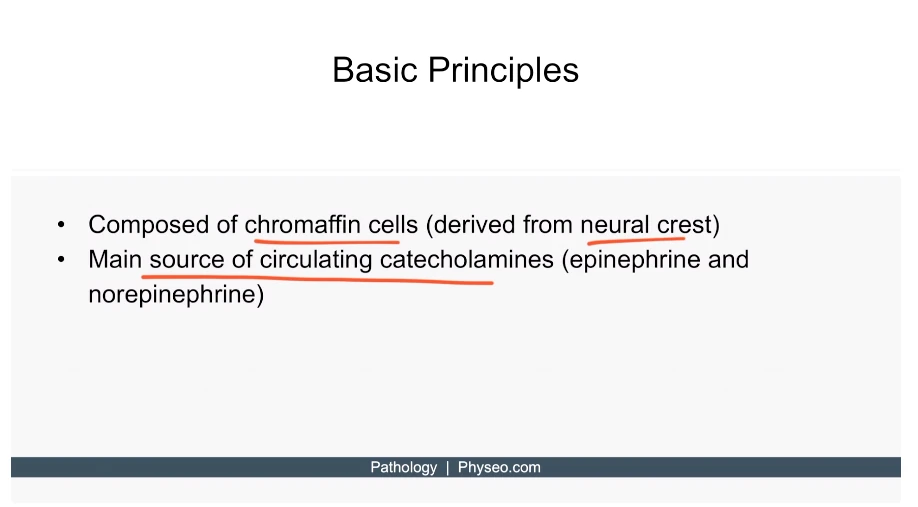 Basic Principles
• Composed of chromaffin cells (derived from neural crest)
• Main source of circulating catecholamines (epinephrine and
norepinephrine)
Pathology | Physeo.com